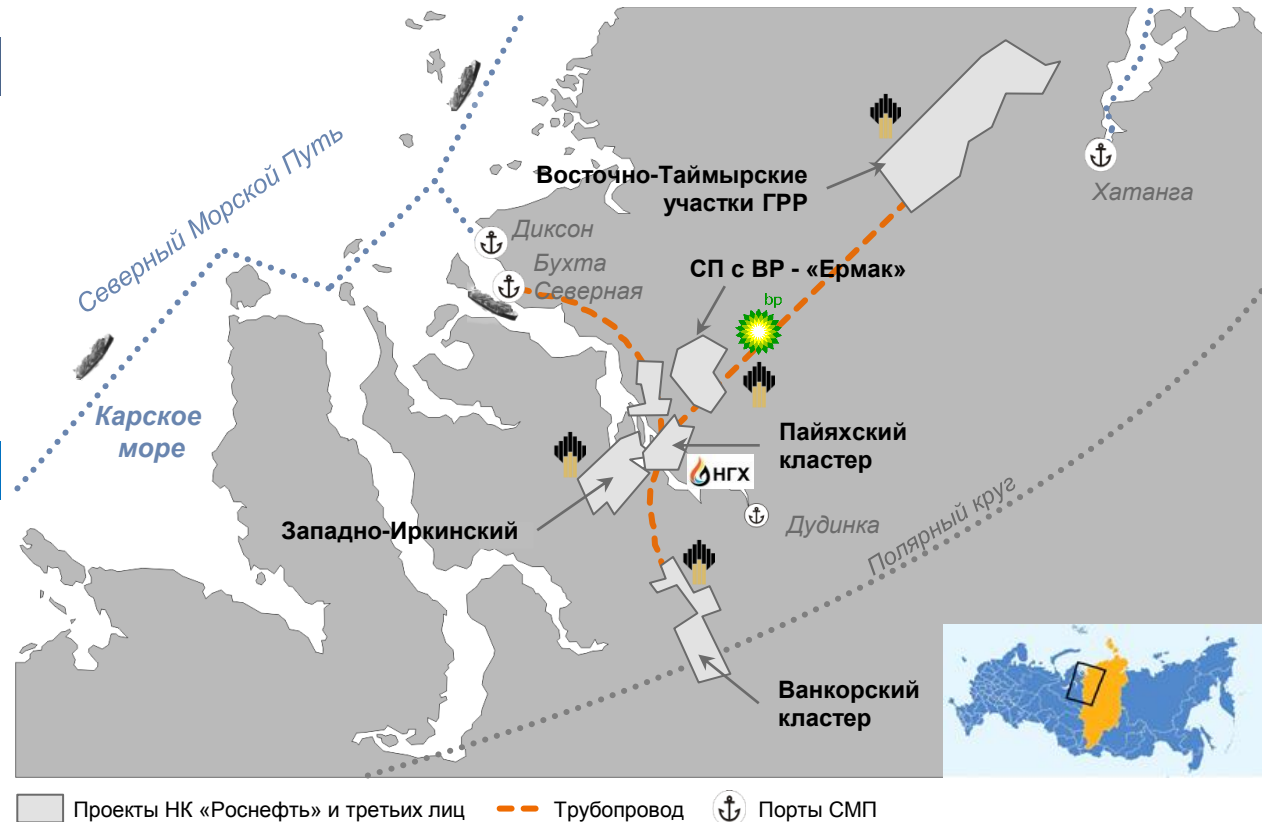 Восточно-Таймырские
участки ГРР
Хатанга
Северный Морской Путь
Диксон
Бухта
Северная
СП с ВР - «Ермак»
bp
Карское
море
Пайяхский
кластер
НГХ
Западно-Иркинский
Дудинка
Полярный круг
Ванкорский
кластер
Проекты НК «Роснефть» и третьих лиц
Трубопровод
Порты СМП